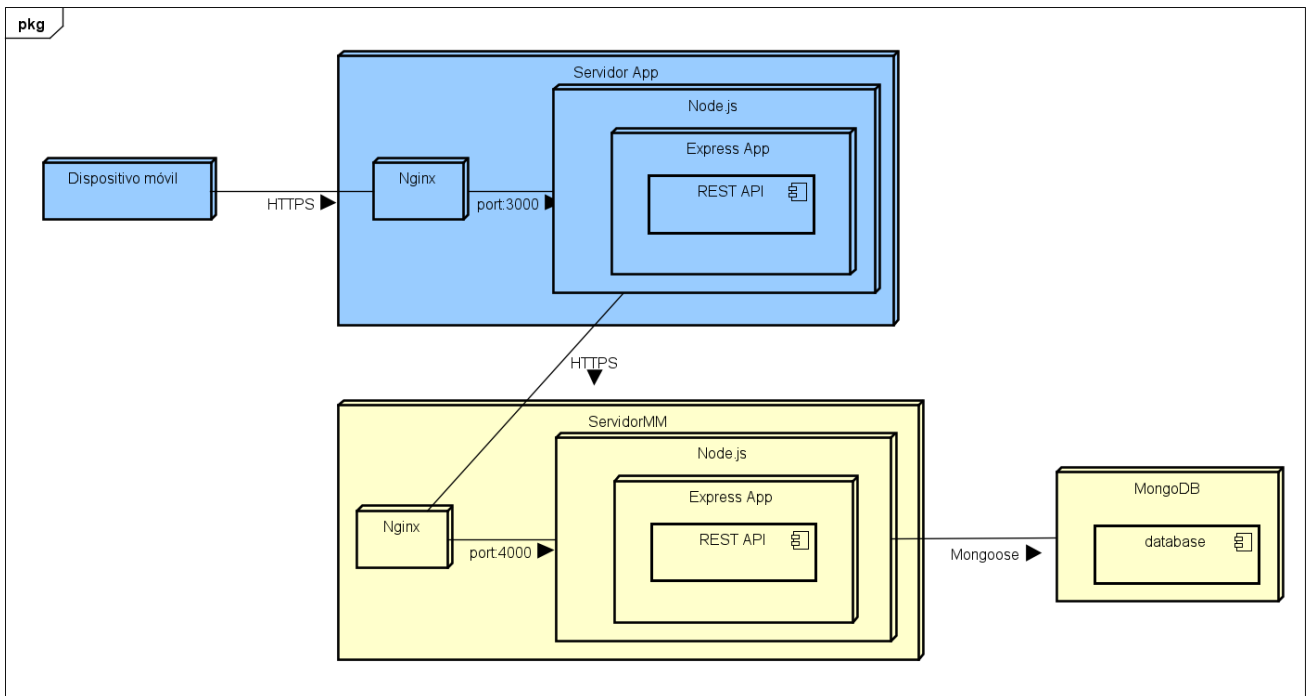 pkg
Servidor App
Node.js
Express App
REST API
Dispositivo móvil
HTTPS
Nginx
port:3000
HTTPS
ServidorMM
Node.js
Express App
REST API
Nginx
port:4000
Mongoose
MongoDB
database